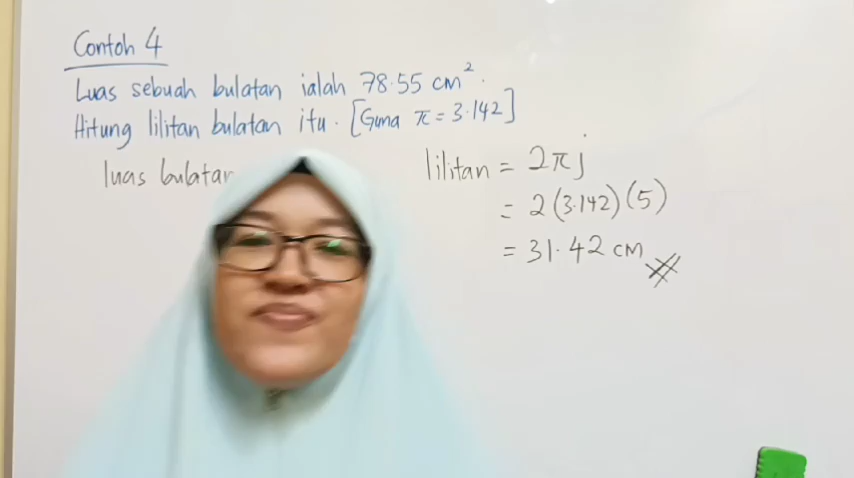 Contoh 4
Luas sebuah bulatan ialah 78.55 cm².
Hitung lilitan bulatan itu. [Guna π = 3.142]
luas bulatan
lilitan = 2πj
= 2(3.142)(5)
= 31.42 cm